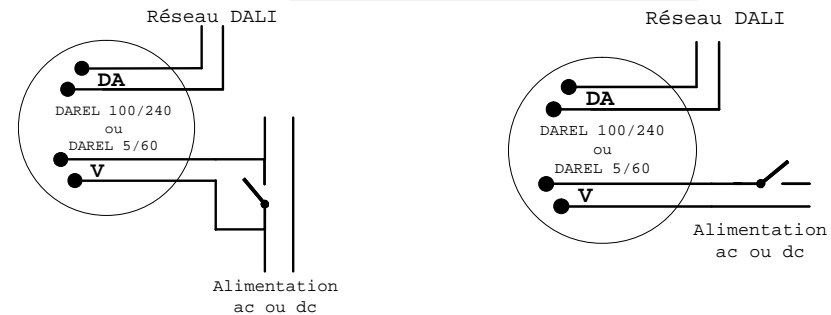 Réseau DALI
DA
DAREL 100/240
ou
DAREL 5/60
V
Alimentation
ac ou dc
Réseau DALI
DA
DAREL 100/240
ou
DAREL 5/60
V
Alimentation
ac ou dc